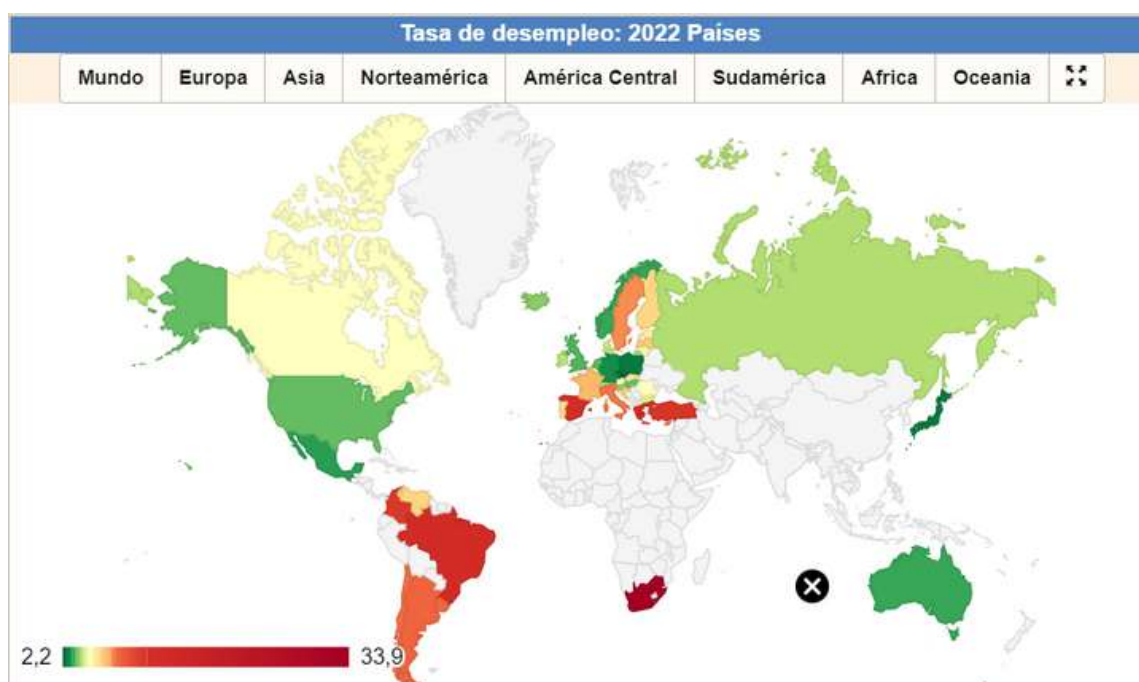 Tasa de desempleo: 2022 Países
Mundo Europa Asia Norteamérica América Central Sudamérica Africa Oceania
2,2 33,9